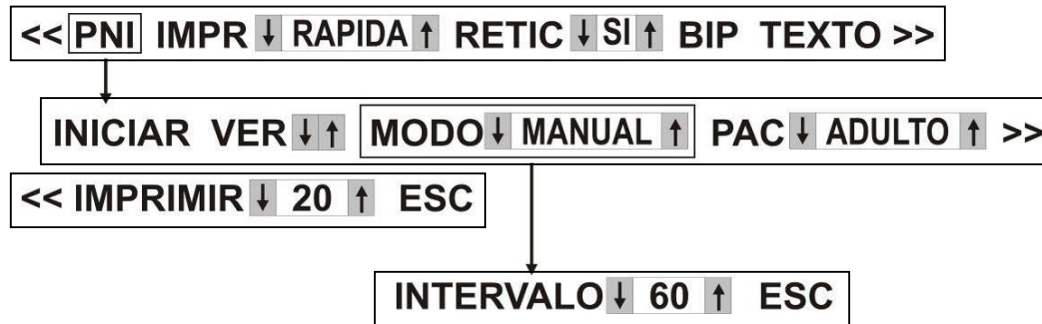 << PNI IMPR ↓ RAPIDA ↑ RETIC ↓ SI ↑ BIP TEXTO >>
INICIAR VER ↓ ↑ MODO ↓ MANUAL ↑ PAC ↓ ADULTO ↑ >>
<< IMPRIMIR ↓ 20 ↑ ESC
INTERVALO ↓ 60 ↑ ESC